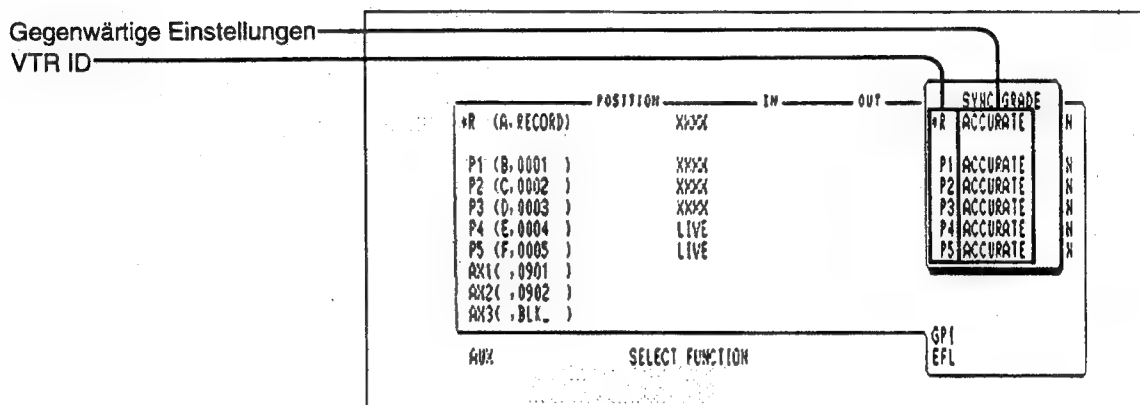 Gegenwärtige Einstellungen
VTR ID
POSITION IN OUT SYNC GRADE
*R (A,RECORD) XXXX *R ACCURATE N
P1 (B,0001 ) XXXX P1 ACCURATE N
P2 (C,0002 ) XXXX P2 ACCURATE N
P3 (D,0003 ) XXXX P3 ACCURATE N
P4 (E,0004 ) LIVE P4 ACCURATE N
P5 (F,0005 ) LIVE P5 ACCURATE N
AX1( ,0901 )
AX2( ,0902 )
AX3( ,BLK_ )
GPI
AUX SELECT FUNCTION EFL